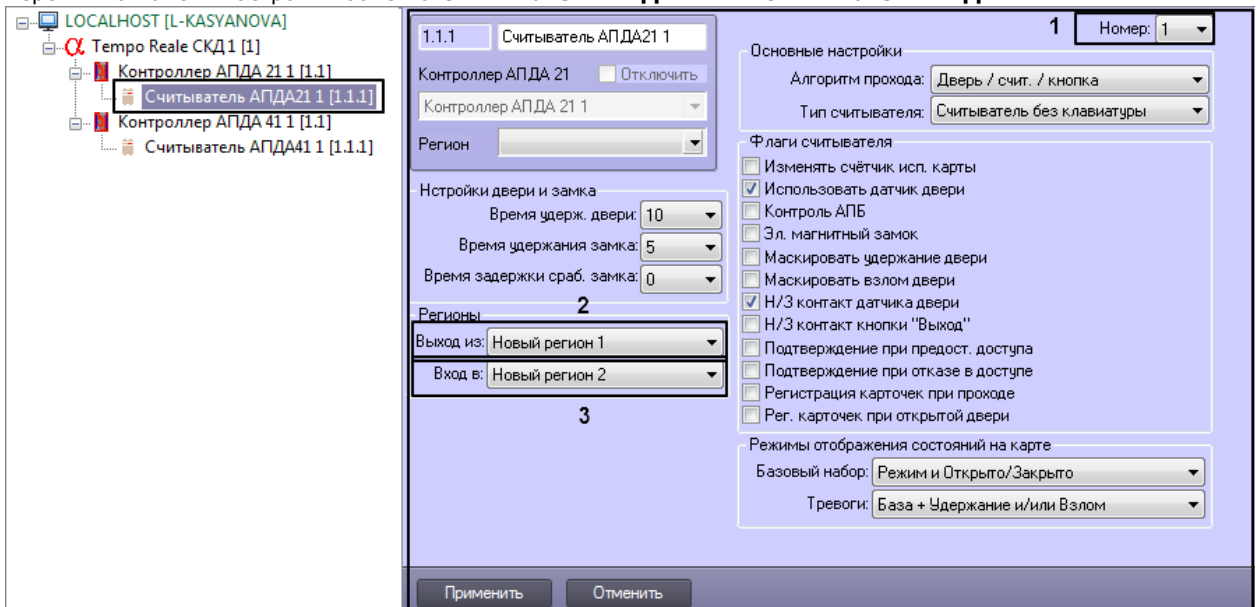 LOCALHOST [L-KASYANOVA]
Tempo Reale СКД 1 [1]
Контроллер АПДА 21 1 [1.1]
Считыватель АПДА21 1 [1.1.1]
Контроллер АПДА 41 1 [1.1]
Считыватель АПДА41 1 [1.1.1]
1.1.1 Считыватель АПДА21 1
Контроллер АПДА 21 Отключить
Контроллер АПДА 21 1
Регион
Нстройки двери и замка
Время удерж. двери: 10
Время удержания замка: 5
Время задержки сраб. замка: 0
2
Регионы
Выход из: Новый регион 1
Вход в: Новый регион 2
3
1 Номер: 1
Основные настройки
Алгоритм прохода: Дверь / счит. / кнопка
Тип считывателя: Считыватель без клавиатуры
Флаги считывателя
Изменять счётчик исп. карты
Использовать датчик двери
Контроль АПБ
Эл. магнитный замок
Маскировать удержание двери
Маскировать взлом двери
Н/З контакт датчика двери
Н/З контакт кнопки "Выход"
Подтверждение при предост. доступа
Подтверждение при отказе в доступе
Регистрация карточек при проходе
Рег. карточек при открытой двери
Режимы отображения состояний на карте
Базовый набор: Режим и Открыто/Закрыто
Тревоги: База + Удержание и/или Взлом
Применить Отменить